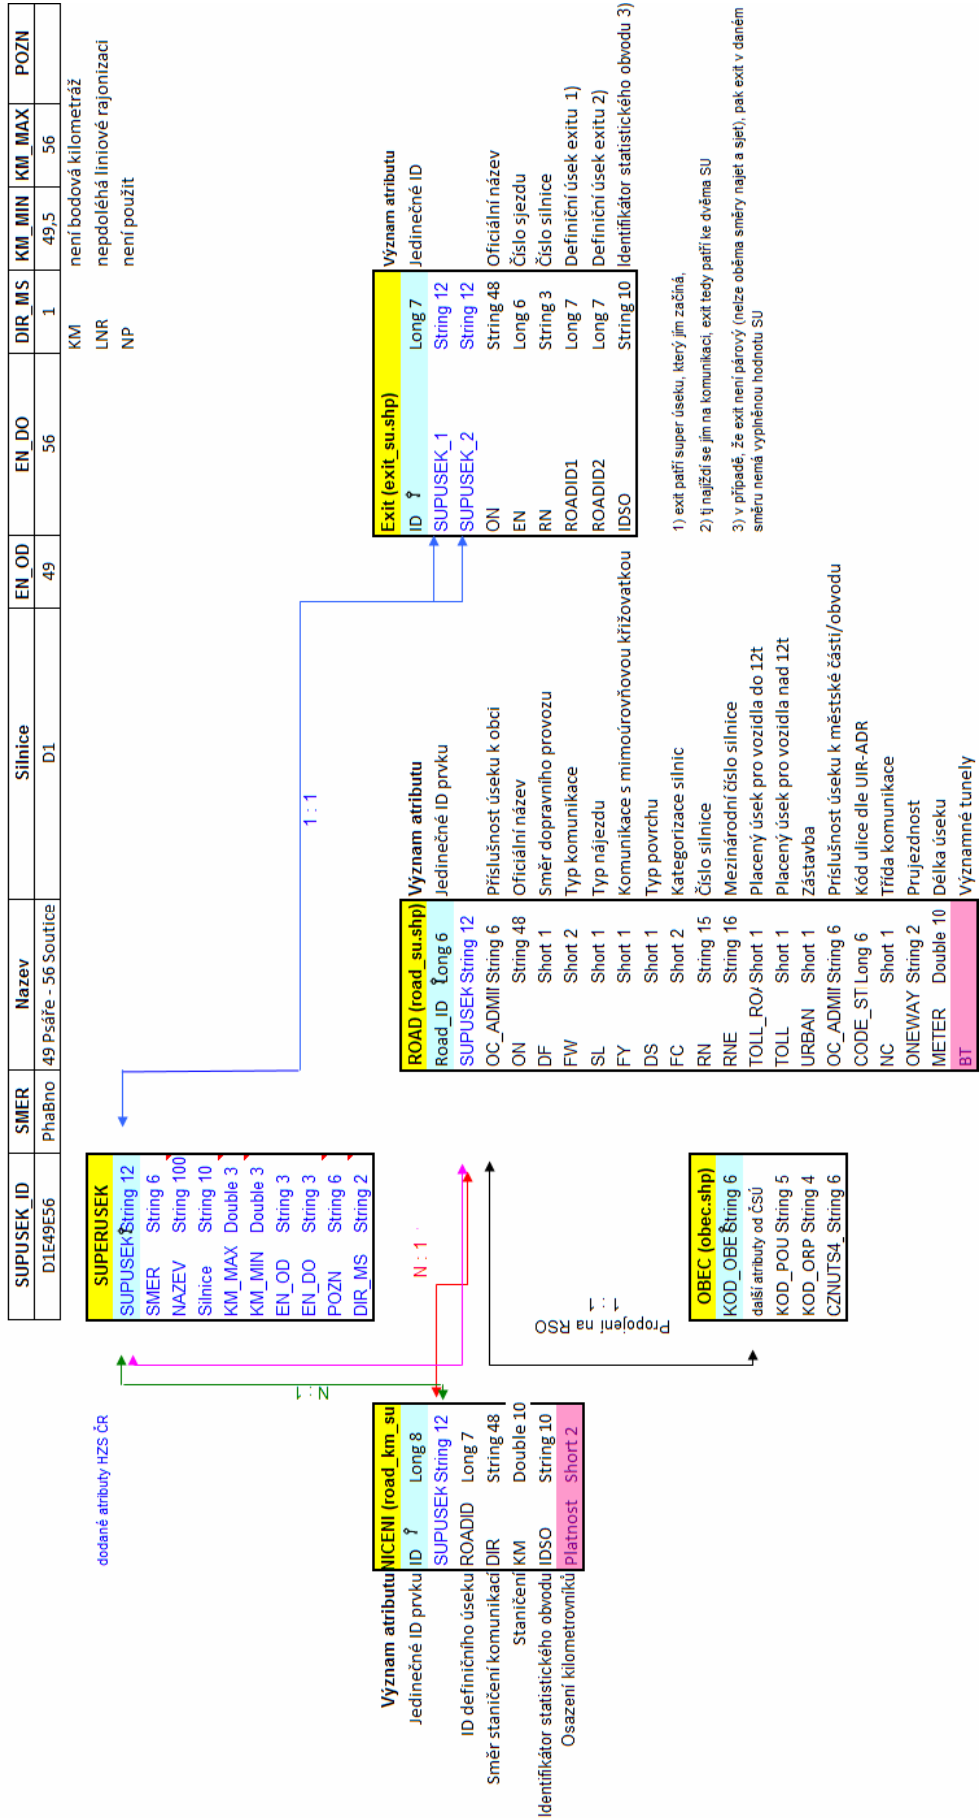 SUPUSEK_ID SMER Nazev Silnice EN_OD EN_DO DIR_MS KM_MIN KM_MAX POZN
D1E49E56 PhaBno 49 Psáře - 56 Soutice D1 49 56 1 49,5 56
KM není bodová kilometráž
LNR nepdoléhá liniové rajonizaci
NP není použit
dodané atributy HZS ČR
SUPERUSEK
SUPUSEK String 12
SMER String 6
NAZEV String 100
Silnice String 10
KM_MAX Double 3
KM_MIN Double 3
EN_OD String 3
EN_DO String 3
POZN String 6
DIR_MS String 2
1 : 1
Exit (exit_su.shp) Význam atributu
ID Long 7 Jedinečné ID
SUPUSEK_1 String 12
SUPUSEK_2 String 12
ON String 48 Oficiální název
EN Long 6 Číslo sjezdu
RN String 3 Číslo silnice
ROADID1 Long 7 Definiční úsek exitu 1)
ROADID2 Long 7 Definiční úsek exitu 2)
IDSO String 10 Identifikátor statistického obvodu 3)
1) exit patří super úseku, který jím začíná,
2) tj najíždí se jím na komunikaci, exit tedy patří ke dvěma SU
3) v případě, že exit není párový (nelze oběma směry najet a sjet), pak exit v daném
směru nemá vyplněnou hodnotu SU
N : 1
N : 1
Význam atributu NICENI (road_km_su
Jedinečné ID prvku ID Long 8
SUPUSEK String 12
ID definičního úseku ROADID Long 7
Směr staničení komunikací DIR String 48
Staničení KM Double 10
Identifikátor statistického obvodu IDSO String 10
Osazení kilometrovníků Platnost Short 2
ROAD (road_su.shp) Význam atributu
Road_ID Long 6 Jedinečné ID prvku
SUPUSEK String 12
OC_ADMII String 6 Příslušnost úseku k obci
ON String 48 Oficiální název
DF Short 1 Směr dopravního provozu
FW Short 2 Typ komunikace
SL Short 1 Typ nájezdu
FY Short 1 Komunikace s mimoúrovňovou křižovatkou
DS Short 1 Typ povrchu
FC Short 2 Kategorizace silnic
RN String 15 Číslo silnice
RNE String 16 Mezinárodní číslo silnice
TOLL_RO/ Short 1 Placený úsek pro vozidla do 12t
TOLL Short 1 Placený úsek pro vozidla nad 12t
URBAN Short 1 Zástavba
OC_ADMII String 6 Príslušnost úseku k městské části/obvodu
CODE_STI Long 6 Kód ulice dle UIR-ADR
NC Short 1 Třída komunikace
ONEWAY String 2 Prujezdnost
METER Double 10 Délka úseku
BT Významné tunely
Propojení na RSO
1 : 1
OBEC (obec.shp)
KOD_OBE String 6
další atributy od ČSÚ
KOD_POU String 5
KOD_ORP String 4
CZNUTS4_ String 6